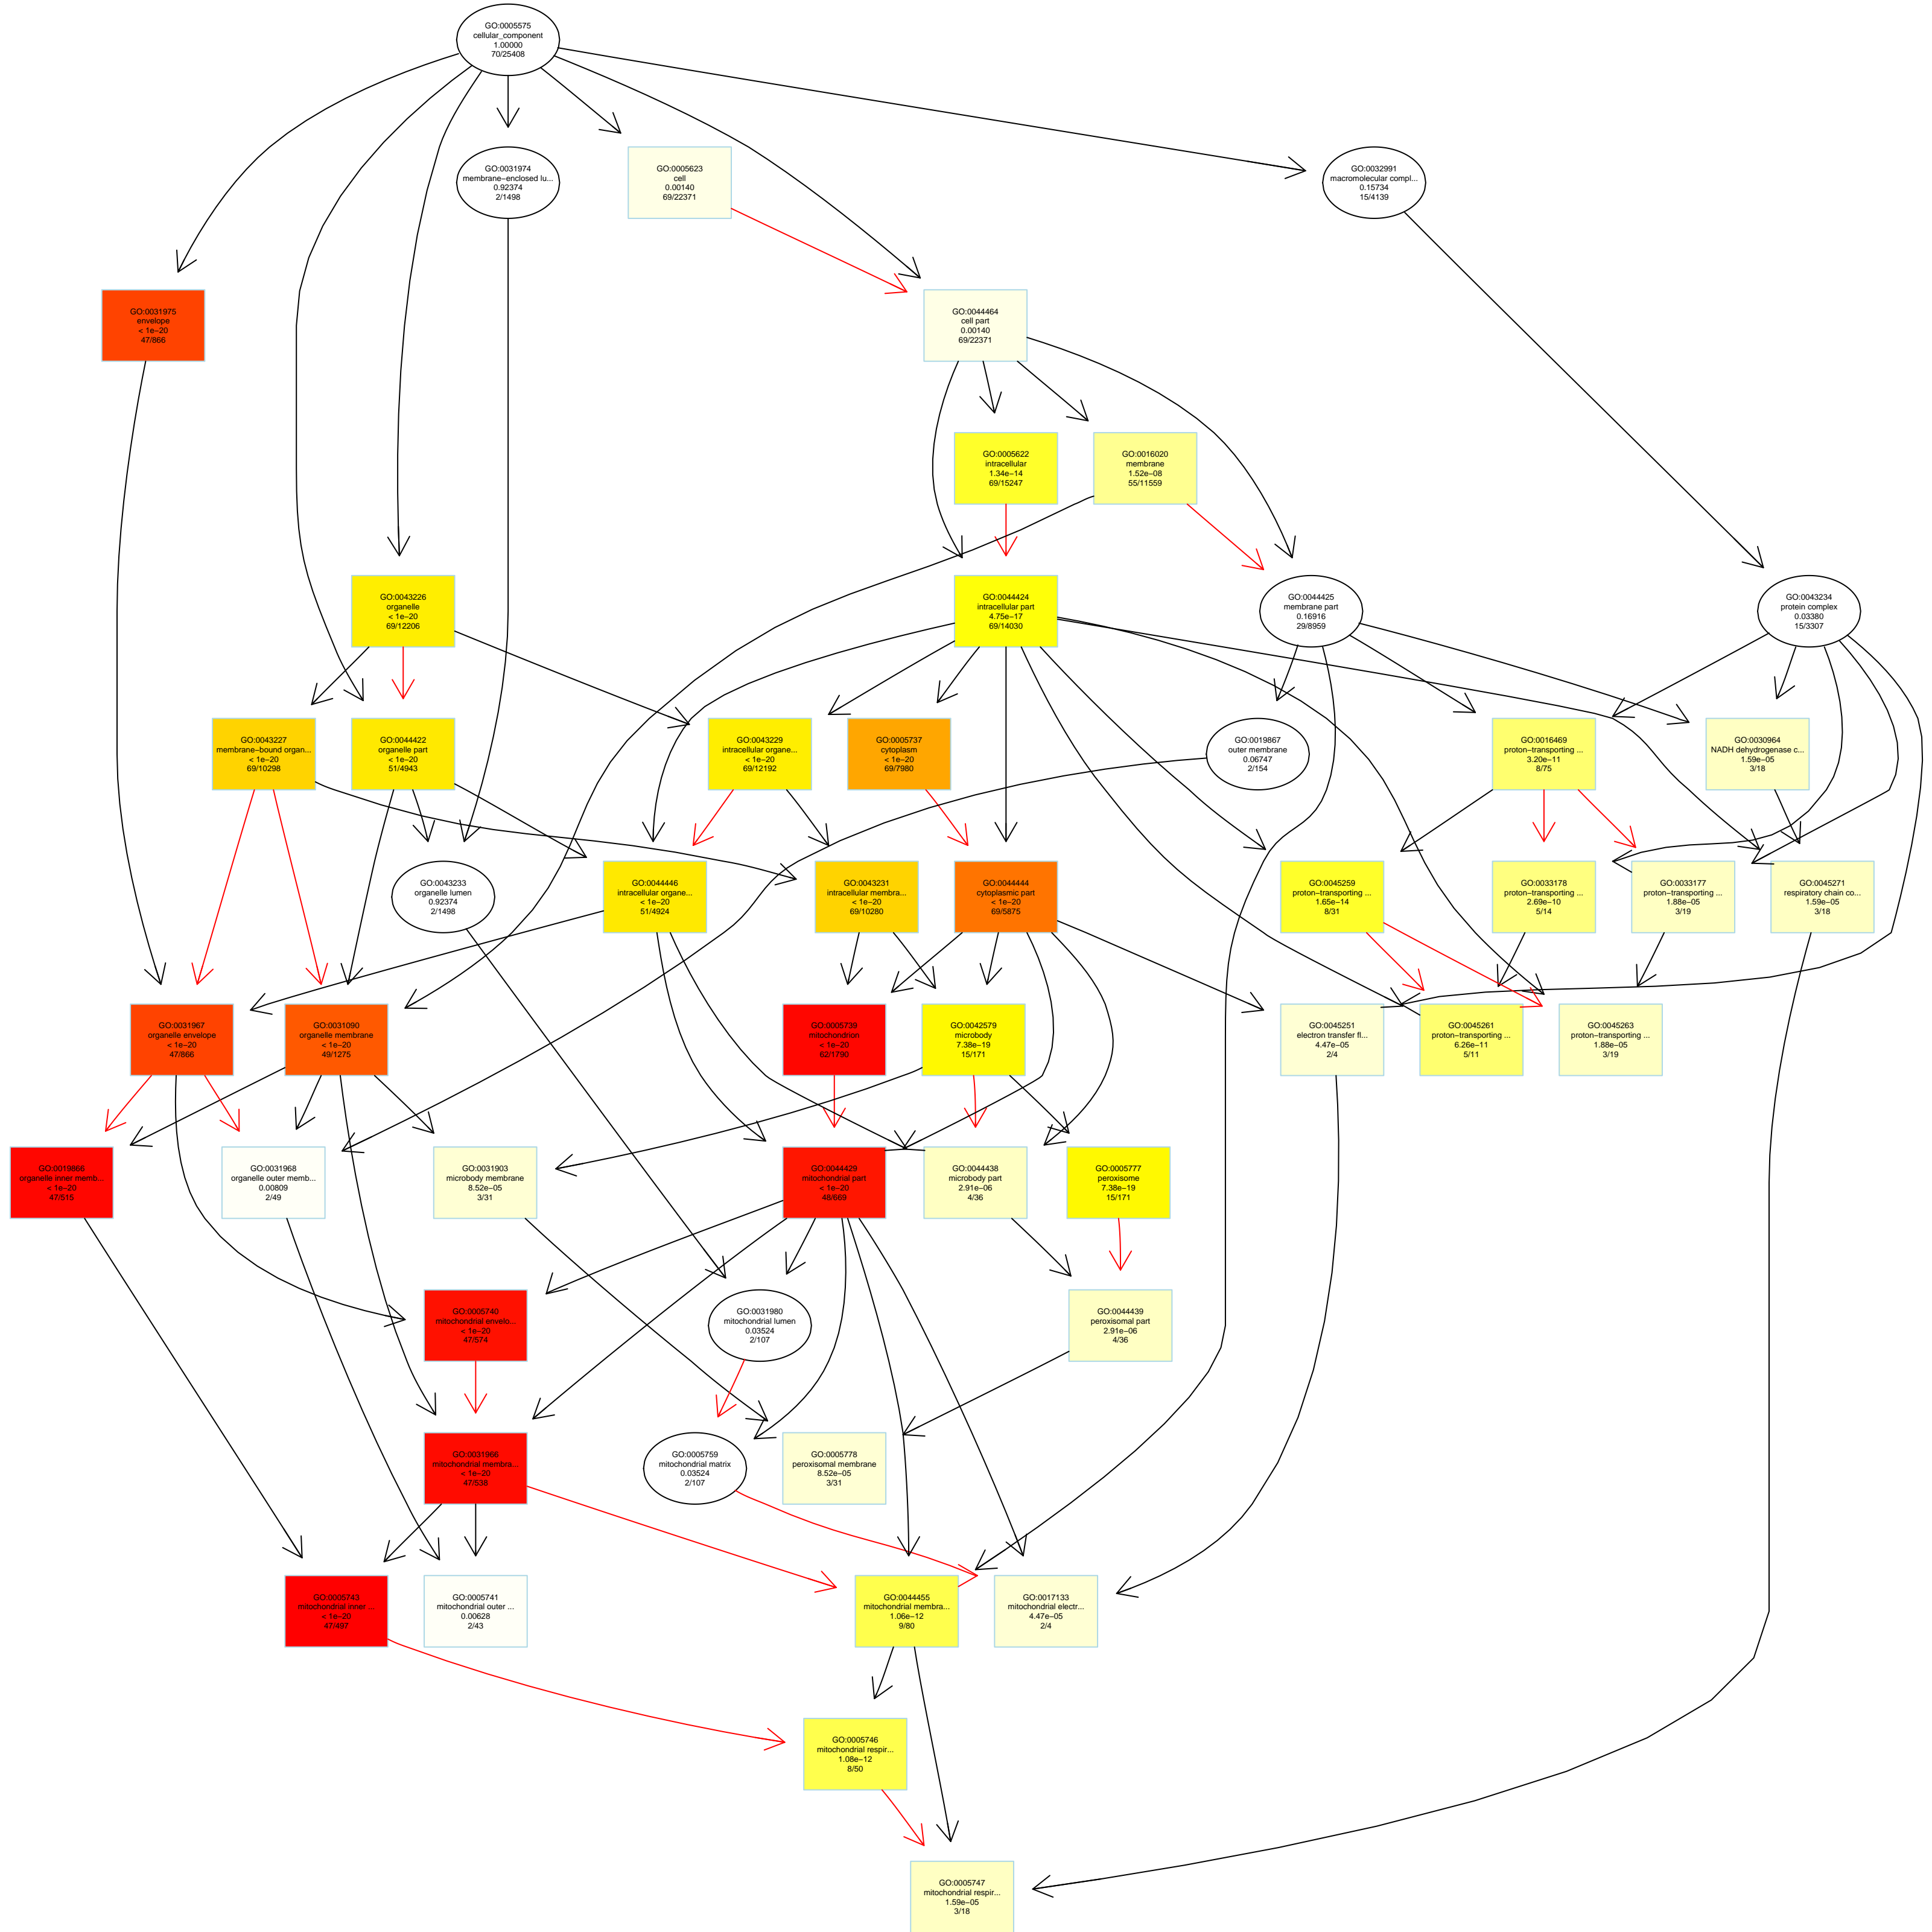 GO:0005575
cellular_component
1.00000
70/25408
GO:0031974
membrane−enclosed lu...
0.92374
2/1498
GO:0005623
cell
0.00140
69/22371
GO:0032991
macromolecular compl...
0.15734
15/4139
GO:0031975
envelope
< 1e−20
47/866
GO:0044464
cell part
0.00140
69/22371
GO:0005622
intracellular
1.34e−14
69/15247
GO:0016020
membrane
1.52e−08
55/11559
GO:0043226
organelle
< 1e−20
69/12206
GO:0044424
intracellular part
4.75e−17
69/14030
GO:0044425
membrane part
0.16916
29/8959
GO:0043234
protein complex
0.03380
15/3307
GO:0043227
membrane−bound organ...
< 1e−20
69/10298
GO:0044422
organelle part
< 1e−20
51/4943
GO:0043229
intracellular organe...
< 1e−20
69/12192
GO:0005737
cytoplasm
< 1e−20
69/7980
GO:0019867
outer membrane
0.06747
2/154
GO:0016469
proton−transporting ...
3.20e−11
8/75
GO:0030964
NADH dehydrogenase c...
1.59e−05
3/18
GO:0043233
organelle lumen
0.92374
2/1498
GO:0044446
intracellular organe...
< 1e−20
51/4924
GO:0043231
intracellular membra...
< 1e−20
69/10280
GO:0044444
cytoplasmic part
< 1e−20
69/5875
GO:0045259
proton−transporting ...
1.65e−14
8/31
GO:0033178
proton−transporting ...
2.69e−10
5/14
GO:0033177
proton−transporting ...
1.88e−05
3/19
GO:0045271
respiratory chain co...
1.59e−05
3/18
GO:0031967
organelle envelope
< 1e−20
47/866
GO:0031090
organelle membrane
< 1e−20
49/1275
GO:0005739
mitochondrion
< 1e−20
62/1790
GO:0042579
microbody
7.38e−19
15/171
GO:0045251
electron transfer fl...
4.47e−05
2/4
GO:0045261
proton−transporting ...
6.26e−11
5/11
GO:0045263
proton−transporting ...
1.88e−05
3/19
GO:0019866
organelle inner memb...
< 1e−20
47/515
GO:0031968
organelle outer memb...
0.00809
2/49
GO:0031903
microbody membrane
8.52e−05
3/31
GO:0044429
mitochondrial part
< 1e−20
48/669
GO:0044438
microbody part
2.91e−06
4/36
GO:0005777
peroxisome
7.38e−19
15/171
GO:0005740
mitochondrial envelo...
< 1e−20
47/574
GO:0031980
mitochondrial lumen
0.03524
2/107
GO:0044439
peroxisomal part
2.91e−06
4/36
GO:0031966
mitochondrial membra...
< 1e−20
47/538
GO:0005759
mitochondrial matrix
0.03524
2/107
GO:0005778
peroxisomal membrane
8.52e−05
3/31
GO:0005743
mitochondrial inner ...
< 1e−20
47/497
GO:0005741
mitochondrial outer ...
0.00628
2/43
GO:0044455
mitochondrial membra...
1.06e−12
9/80
GO:0017133
mitochondrial electr...
4.47e−05
2/4
GO:0005746
mitochondrial respir...
1.08e−12
8/50
GO:0005747
mitochondrial respir...
1.59e−05
3/18